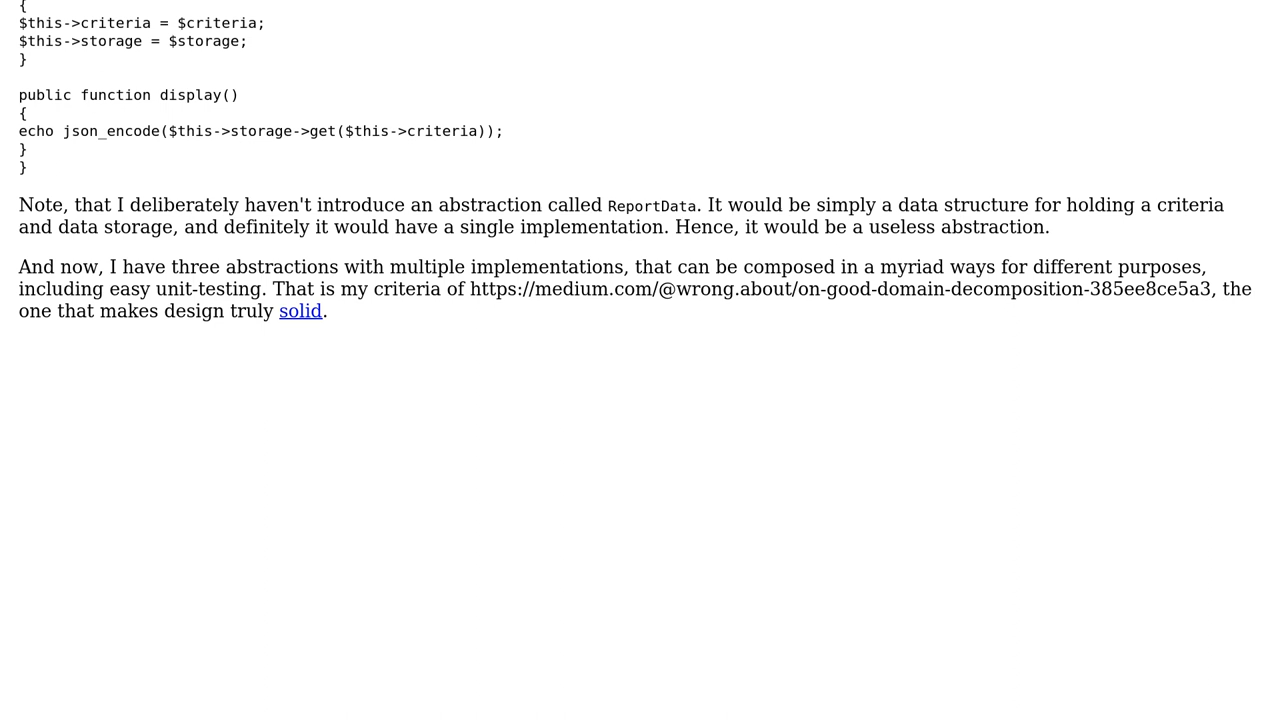 {
$this->criteria = $criteria;
$this->storage = $storage;
}
public function display()
{
echo json_encode($this->storage->get($this->criteria));
}
}
Note, that I deliberately haven't introduce an abstraction called ReportData. It would be simply a data structure for holding a criteria
and data storage, and definitely it would have a single implementation. Hence, it would be a useless abstraction.
And now, I have three abstractions with multiple implementations, that can be composed in a myriad ways for different purposes,
including easy unit-testing. That is my criteria of https://medium.com/@wrong.about/on-good-domain-decomposition-385ee8ce5a3, the
one that makes design truly solid.